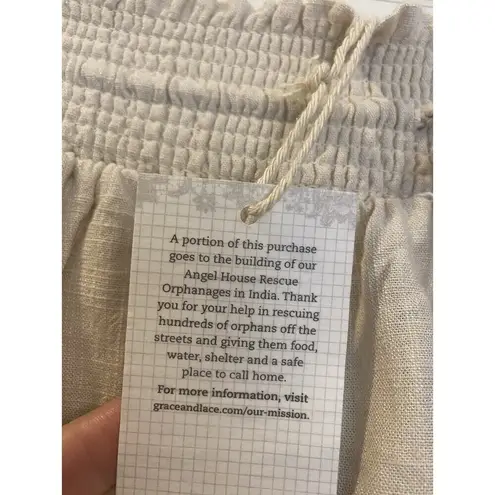 A portion of this purchase
goes to the building of our
Angel House Rescue
Orphanages in India. Thank
you for your help in rescuing
hundreds of orphans off the
streets and giving them food,
water, shelter and a safe
place to call home.
For more information, visit
graceandlace.com/our-mission.